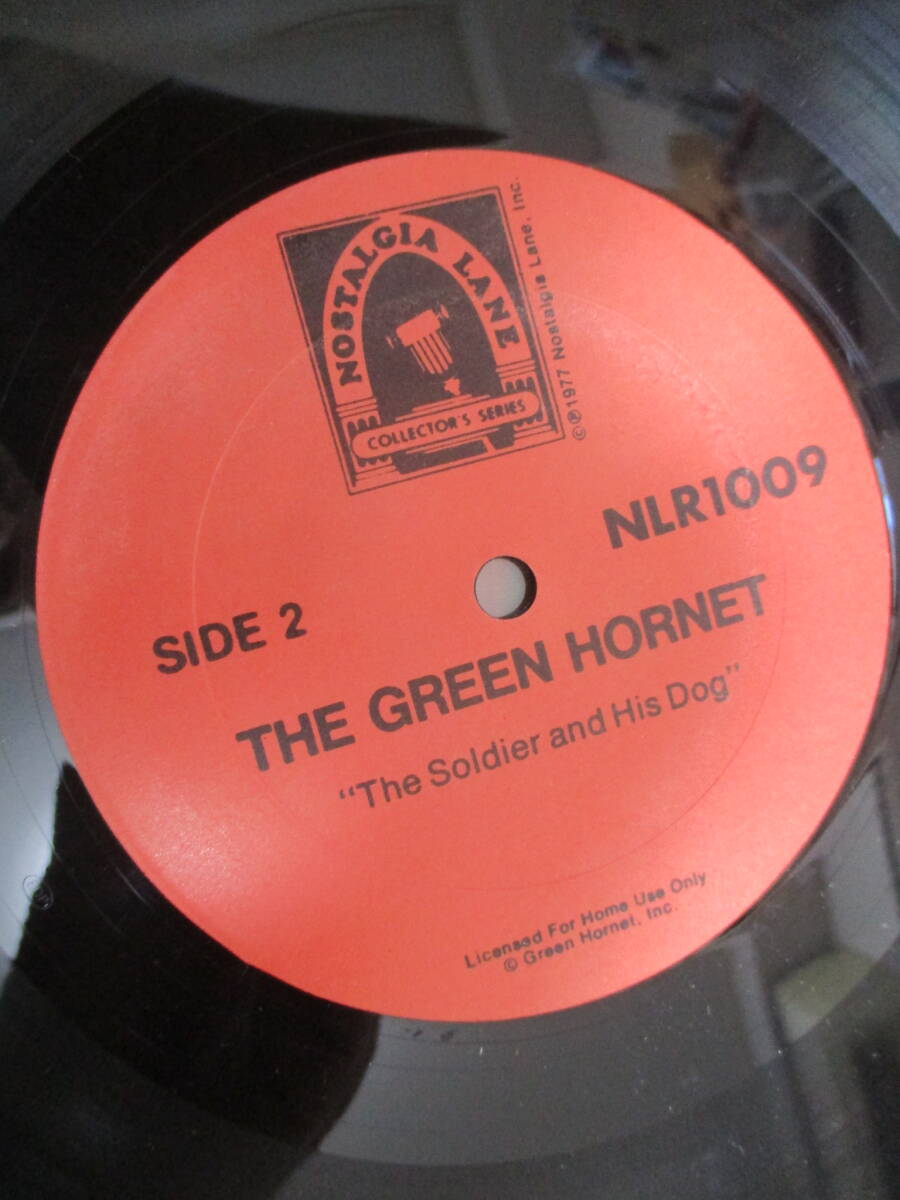 NOSTALGIA LANE
COLLECTOR'S SERIES
©℗1977 Nostalgia Lane, Inc.
NLR1009
SIDE 2
THE GREEN HORNET
“The Soldier and His Dog”
Licensed For Home Use Only
© Green Hornet, Inc.